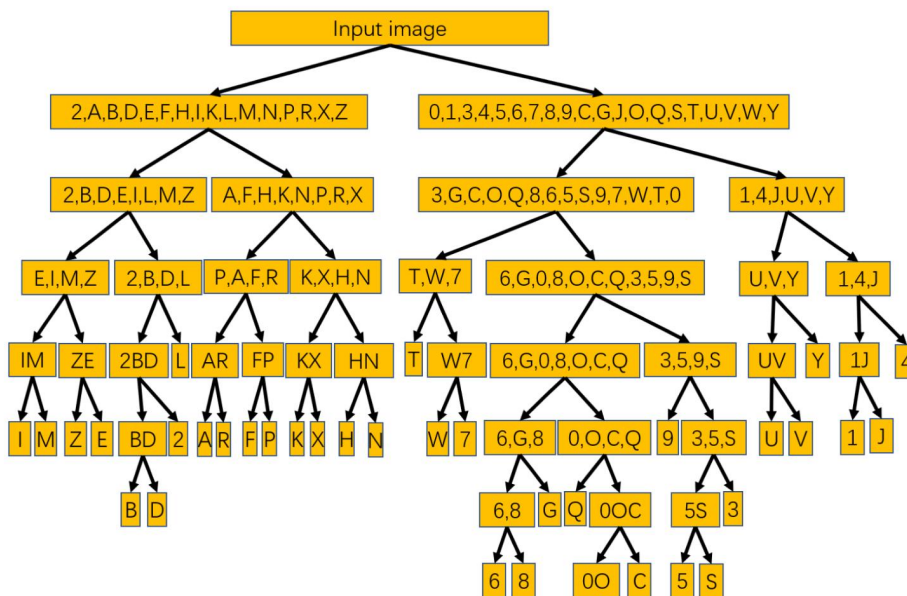 Input image
2,A,B,D,E,F,H,I,K,L,M,N,P,R,X,Z
0,1,3,4,5,6,7,8,9,C,G,J,O,Q,S,T,U,V,W,Y
2,B,D,E,I,L,M,Z
A,F,H,K,N,P,R,X
3,G,C,O,Q,8,6,5,S,9,7,W,T,0
1,4,J,U,V,Y
E,I,M,Z
2,B,D,L
P,A,F,R
K,X,H,N
T,W,7
6,G,0,8,O,C,Q,3,5,9,S
U,V,Y
1,4,J
IM
ZE
2BD
L
AR
FP
KX
HN
T
W7
6,G,0,8,O,C,Q
3,5,9,S
UV
Y
1J
4
I
M
Z
E
BD
2
A
R
F
P
K
X
H
N
W
7
6,G,8
0,O,C,Q
9
3,5,S
U
V
1
J
B
D
6,8
G
Q
0OC
5S
3
6
8
0O
C
5
S